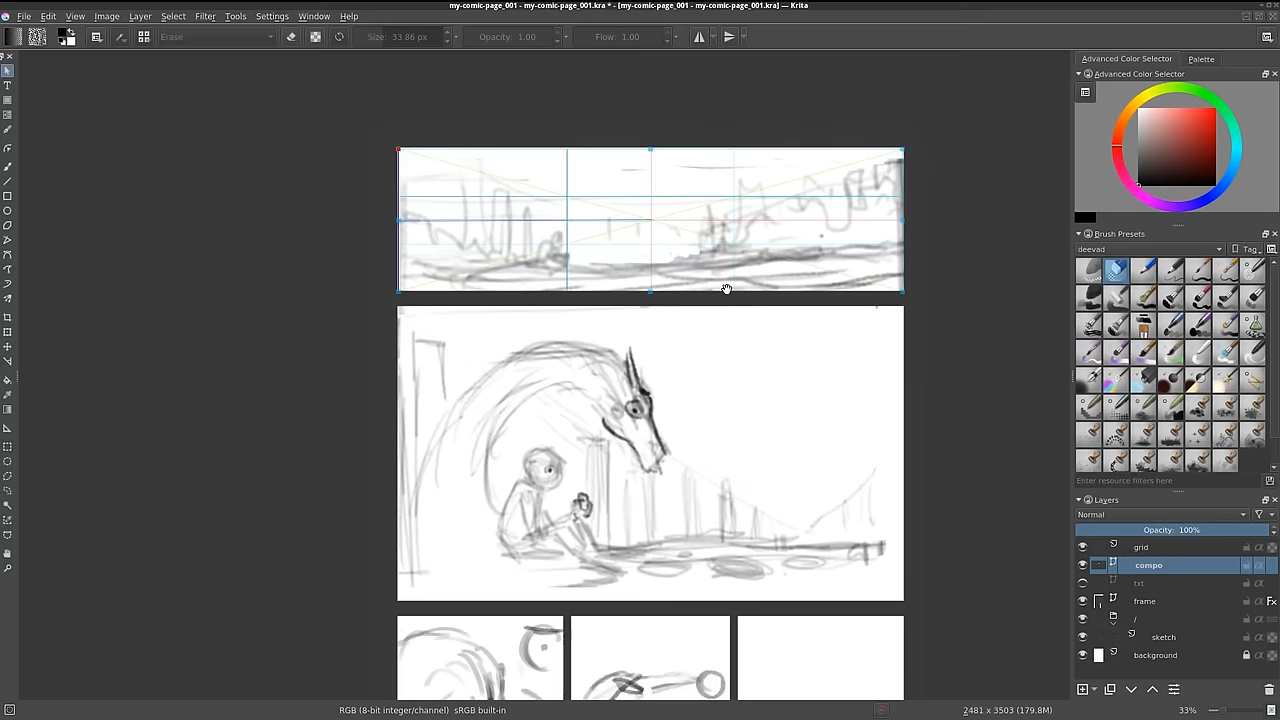 my-comic-page_001 - my-comic-page_001.kra * - [my-comic-page_001 - my-comic-page_001.kra] — Krita
File Edit View Image Layer Select Filter Tools Settings Window Help
Erase Size: 33.86 px Opacity: 1.00 Flow: 1.00
Advanced Color Selector Palette
Advanced Color Selector
Brush Presets
deevad Tag
Enter resource filters here
Layers
Normal
Opacity: 100%
grid
compo
txt
frame Fx
/
sketch
background
RGB (8-bit integer/channel) sRGB built-in 2481 x 3503 (179.8M) 33%